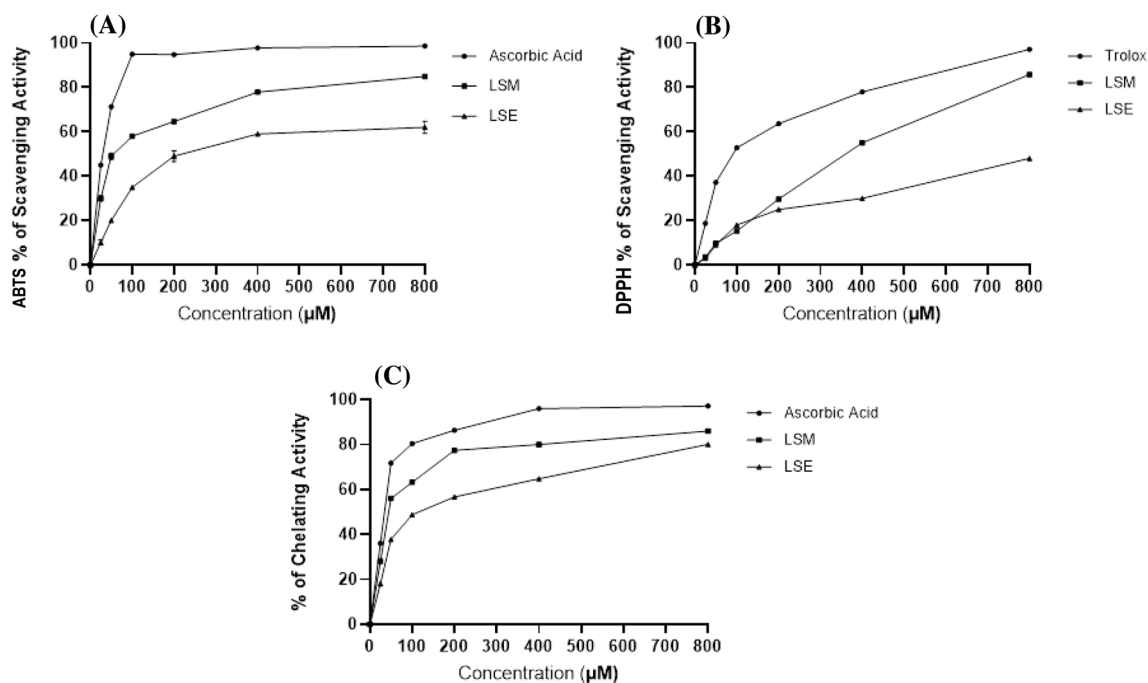 (A)
ABTS % of Scavenging Activity
100
80
60
40
20
0
0 100 200 300 400 500 600 700 800
Concentration (µM)
Ascorbic Acid
LSM
LSE
(B)
DPPH % of Scavenging Activity
100
80
60
40
20
0
0 100 200 300 400 500 600 700 800
Concentration (µM)
Trolox
LSM
LSE
(C)
% of Chelating Activity
100
80
60
40
20
0
0 100 200 300 400 500 600 700 800
Concentration (µM)
Ascorbic Acid
LSM
LSE